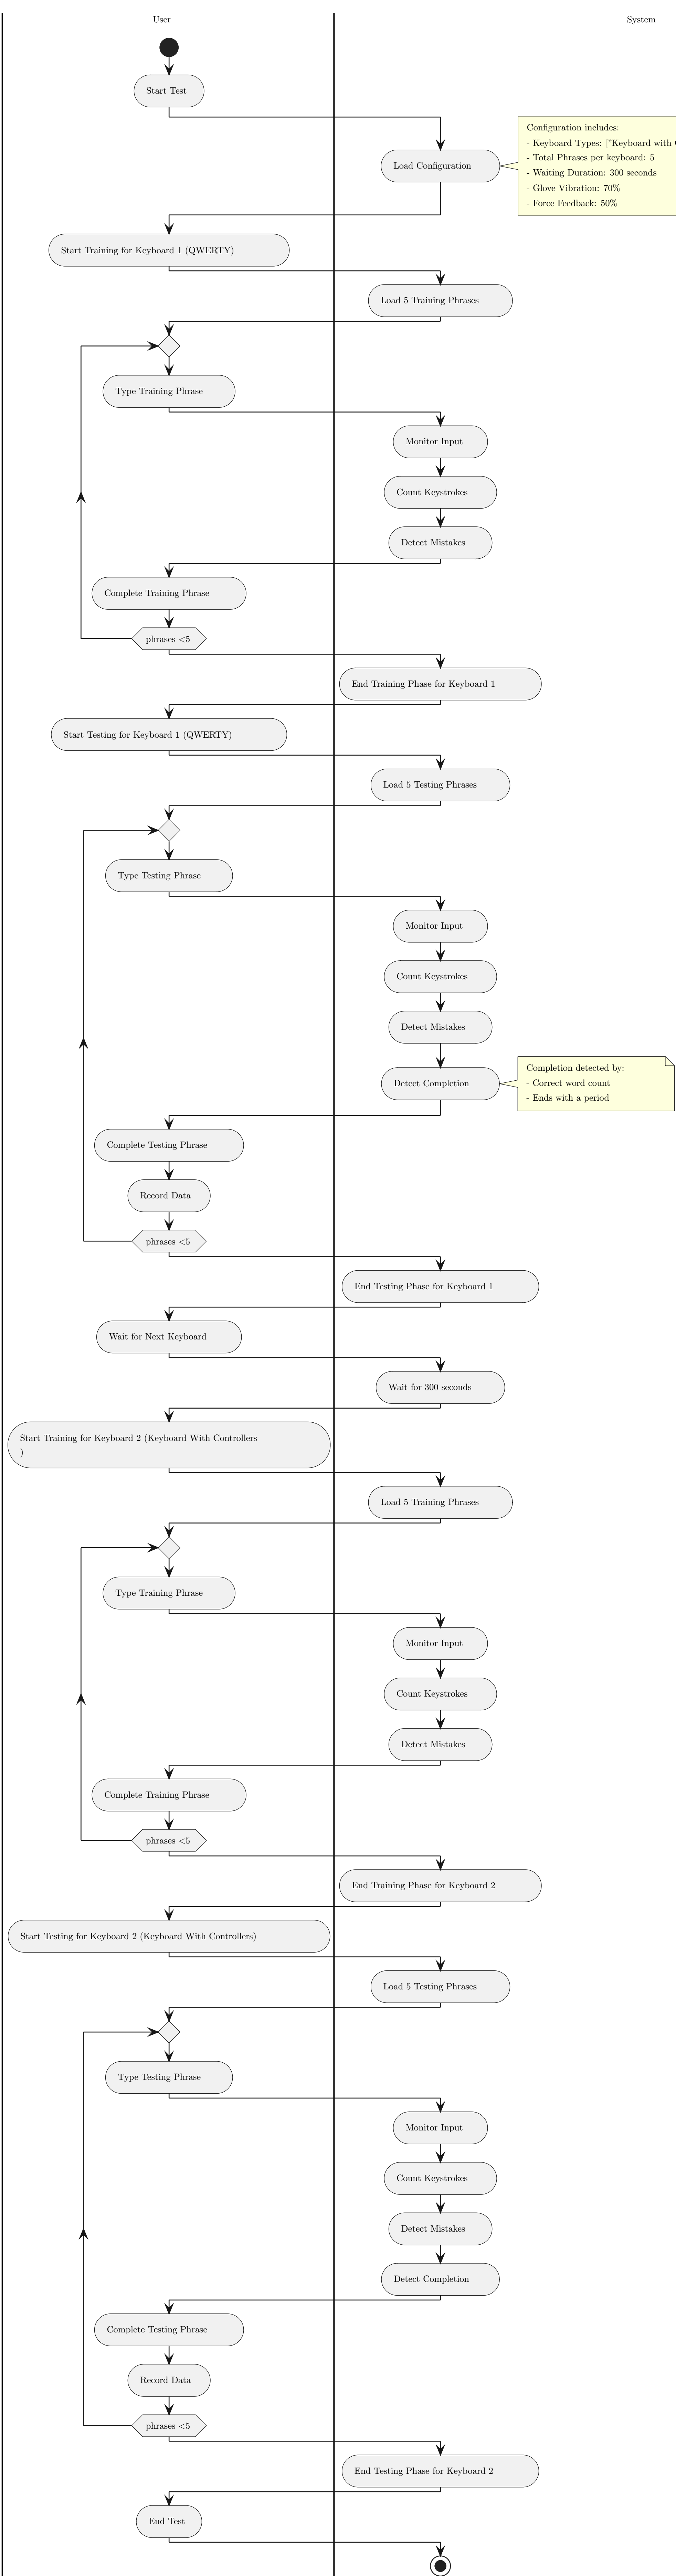 User
System
Start Test
Configuration includes:
- Keyboard Types: ["Keyboard with
- Total Phrases per keyboard: 5
- Waiting Duration: 300 seconds
- Glove Vibration: 70%
- Force Feedback: 50%
Load Configuration
Start Training for Keyboard 1 (QWERTY)
Load 5 Training Phrases
Type Training Phrase
Monitor Input
Count Keystrokes
Detect Mistakes
Complete Training Phrase
phrases <5
End Training Phase for Keyboard 1
Start Testing for Keyboard 1 (QWERTY)
Load 5 Testing Phrases
Type Testing Phrase
Monitor Input
Count Keystrokes
Detect Mistakes
Completion detected by:
- Correct word count
- Ends with a period
Detect Completion
Complete Testing Phrase
Record Data
phrases <5
End Testing Phase for Keyboard 1
Wait for Next Keyboard
Wait for 300 seconds
Start Training for Keyboard 2 (Keyboard With Controllers
)
Load 5 Training Phrases
Type Training Phrase
Monitor Input
Count Keystrokes
Detect Mistakes
Complete Training Phrase
phrases <5
End Training Phase for Keyboard 2
Start Testing for Keyboard 2 (Keyboard With Controllers)
Load 5 Testing Phrases
Type Testing Phrase
Monitor Input
Count Keystrokes
Detect Mistakes
Detect Completion
Complete Testing Phrase
Record Data
phrases <5
End Testing Phase for Keyboard 2
End Test